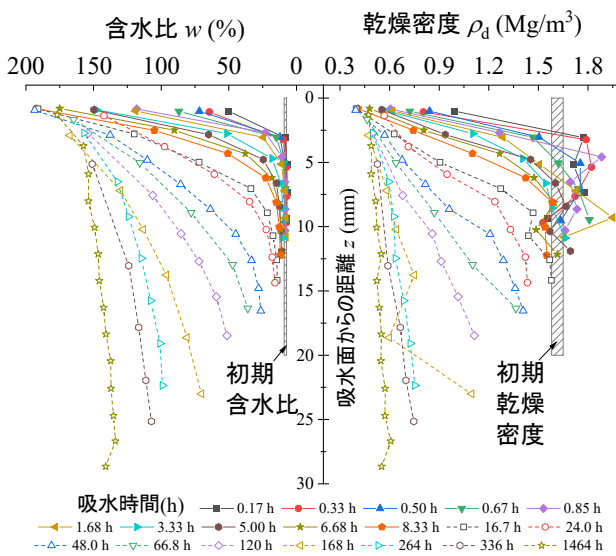 含水比 w (%)
乾燥密度 ρd (Mg/m³)
200 150 100 50 0
0.3 0.6 0.9 1.2 1.5 1.8 2.1
0
5
10
15
20
25
30
吸水面からの距離 z (mm)
初期
含水比
初期
乾燥
密度
吸水時間(h)
0.17 h 0.33 h 0.50 h 0.67 h 0.85 h
1.68 h 3.33 h 5.00 h 6.68 h 8.33 h 16.7 h 24.0 h
48.0 h 66.8 h 120 h 168 h 264 h 336 h 1464 h